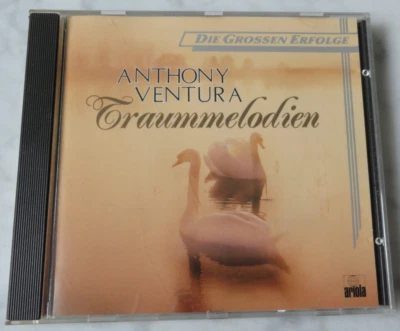 DIE GROSSEN ERFOLGE
ANTHONY
VENTURA
Traummelodien
ariola